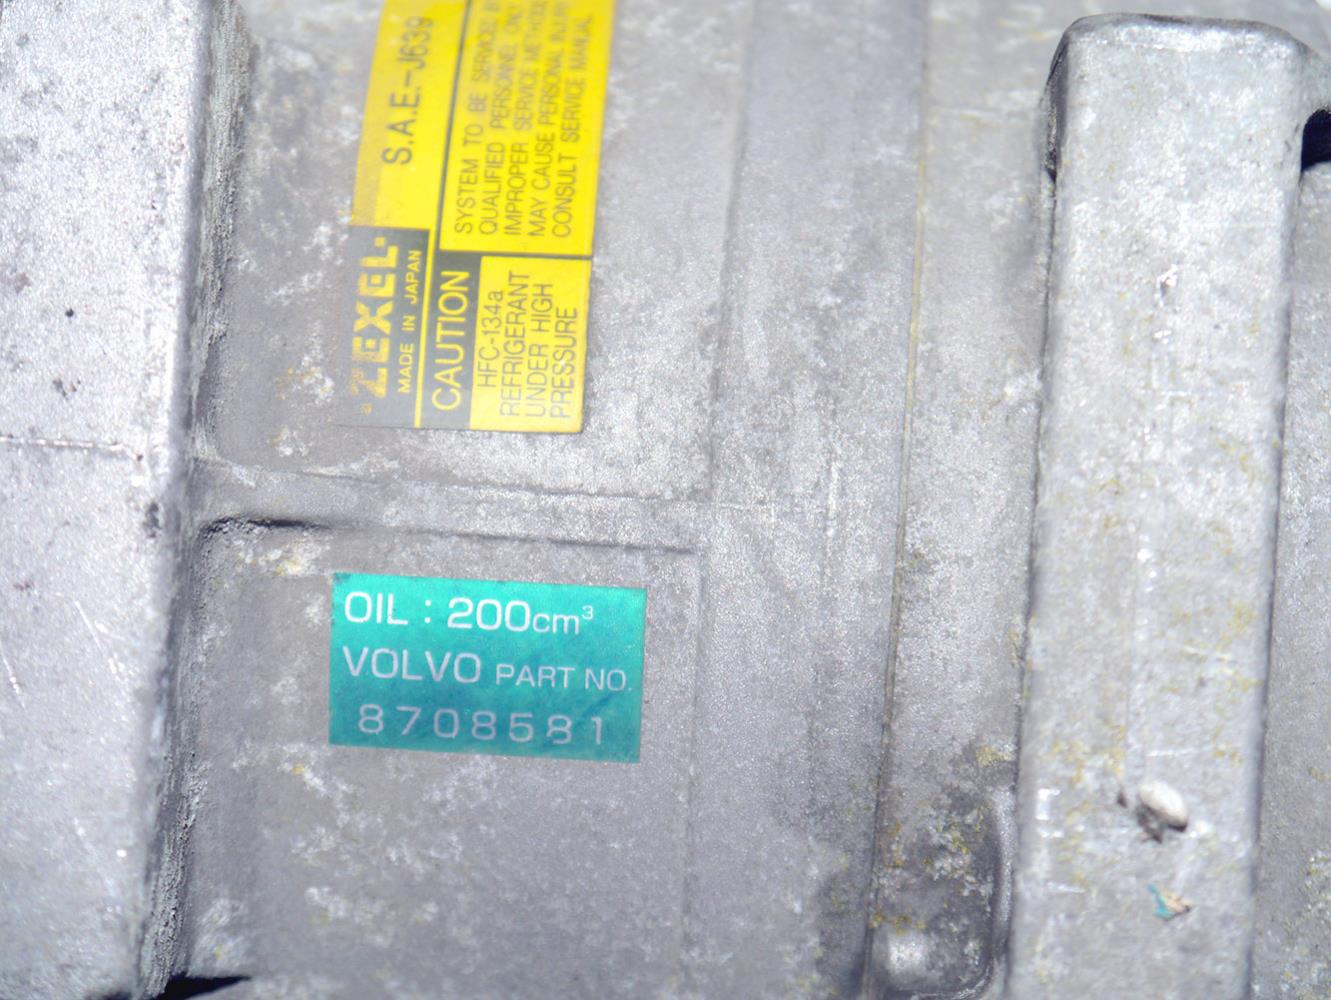 S.A.E.-J639
ZEXEL
MADE IN JAPAN
CAUTION
SYSTEM TO BE SERVICED BY
QUALIFIED PERSONNEL ONLY
IMPROPER SERVICE METHODS
MAY CAUSE PERSONAL INJURY
CONSULT SERVICE MANUAL
HFC-134a
REFRIGERANT
UNDER HIGH
PRESSURE
OIL : 200cm³
VOLVO PART NO.
8708581